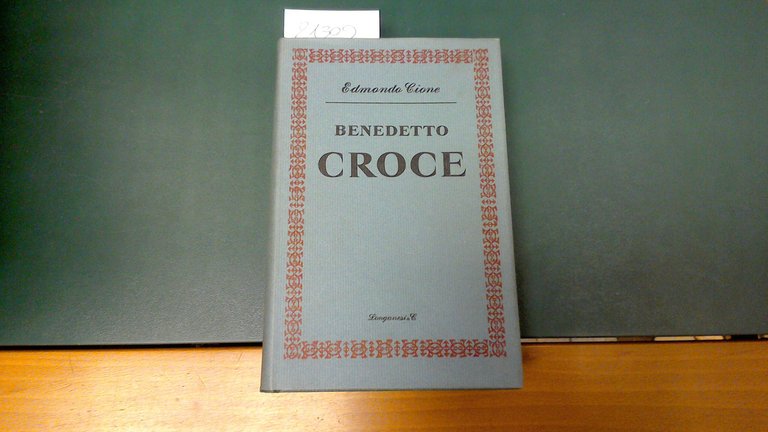 Edmondo Cione
BENEDETTO
CROCE
Longanesi & C.